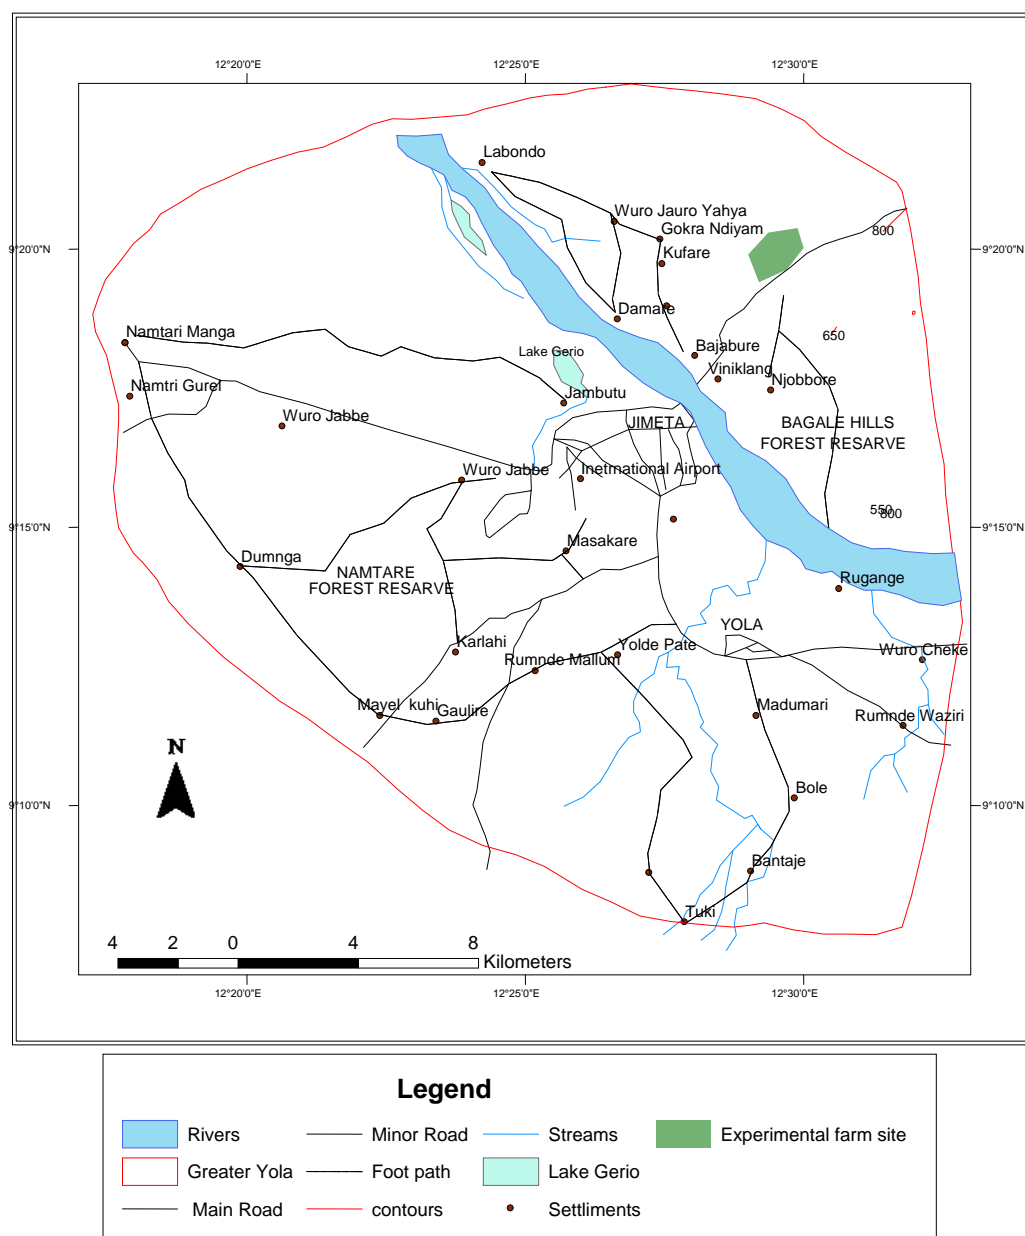 12°20'0"E
12°25'0"E
12°30'0"E
Labondo
Wuro Jauro Yahya
Gokra Ndiyam
800
9°20'0"N
9°20'0"N
Kufare
Damare
650
Namtari Manga
Lake Gerio
Bajabure
Viniklang
Njobbore
Namtri Gurel
Jambutu
Wuro Jabbe
JIMETA
BAGALE HILLS
FOREST RESARVE
Wuro Jabbe
Inetrnational Airport
550
800
9°15'0"N
9°15'0"N
Masakare
Dumnga
NAMTARE
FOREST RESARVE
Rugange
YOLA
Karlahi
Rumnde Mallum
Yolde Pate
Wuro Cheke
Mayel kuhi
Gaulire
Madumari
Rumnde Waziri
N
Bole
9°10'0"N
9°10'0"N
Bantaje
Tuki
4 2 0 4 8
Kilometers
12°20'0"E
12°25'0"E
12°30'0"E
Legend
Rivers
Minor Road
Streams
Experimental farm site
Greater Yola
Foot path
Lake Gerio
Main Road
contours
Settliments